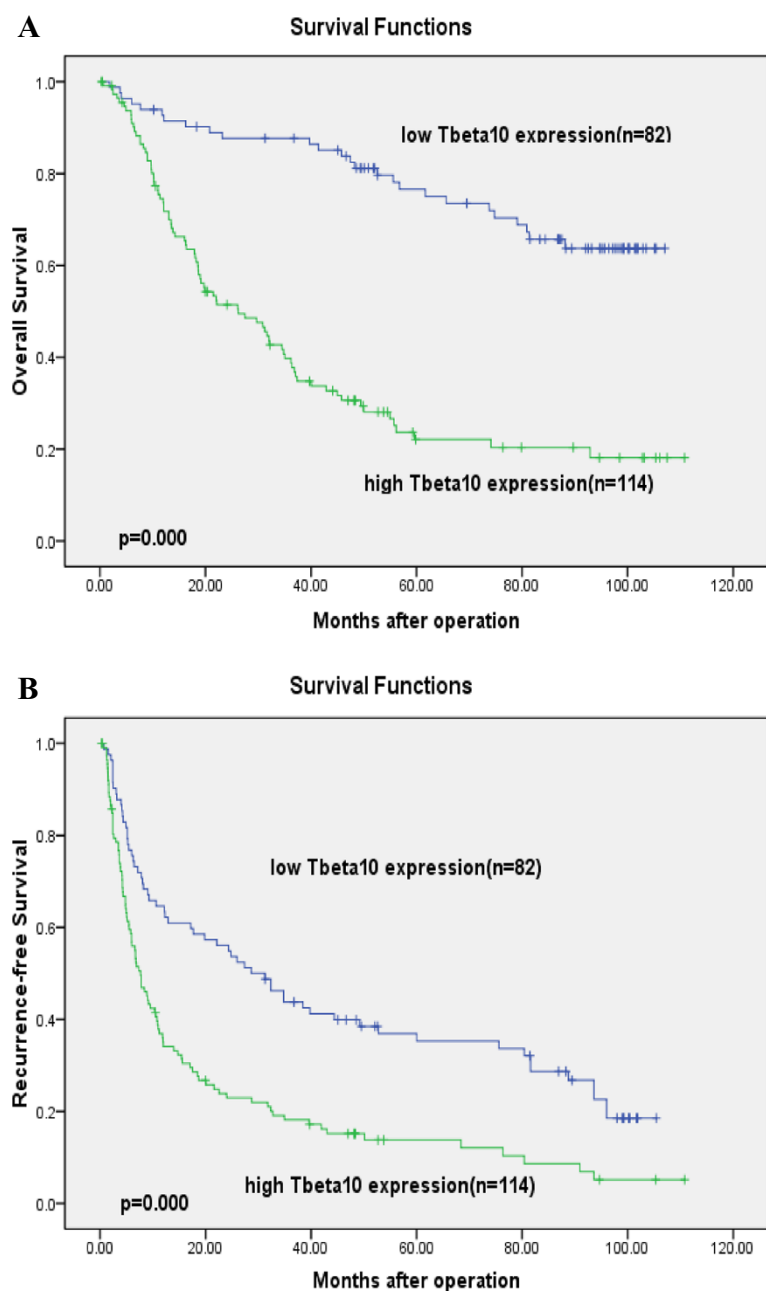 A
Survival Functions
1.0
0.8
0.6
0.4
0.2
0.0
Overall Survival
low Tbeta10 expression(n=82)
high Tbeta10 expression(n=114)
p=0.000
0.00 20.00 40.00 60.00 80.00 100.00 120.00
Months after operation
B
Survival Functions
1.0
0.8
0.6
0.4
0.2
0.0
Recurrence-free Survival
low Tbeta10 expression(n=82)
high Tbeta10 expression(n=114)
p=0.000
0.00 20.00 40.00 60.00 80.00 100.00 120.00
Months after operation